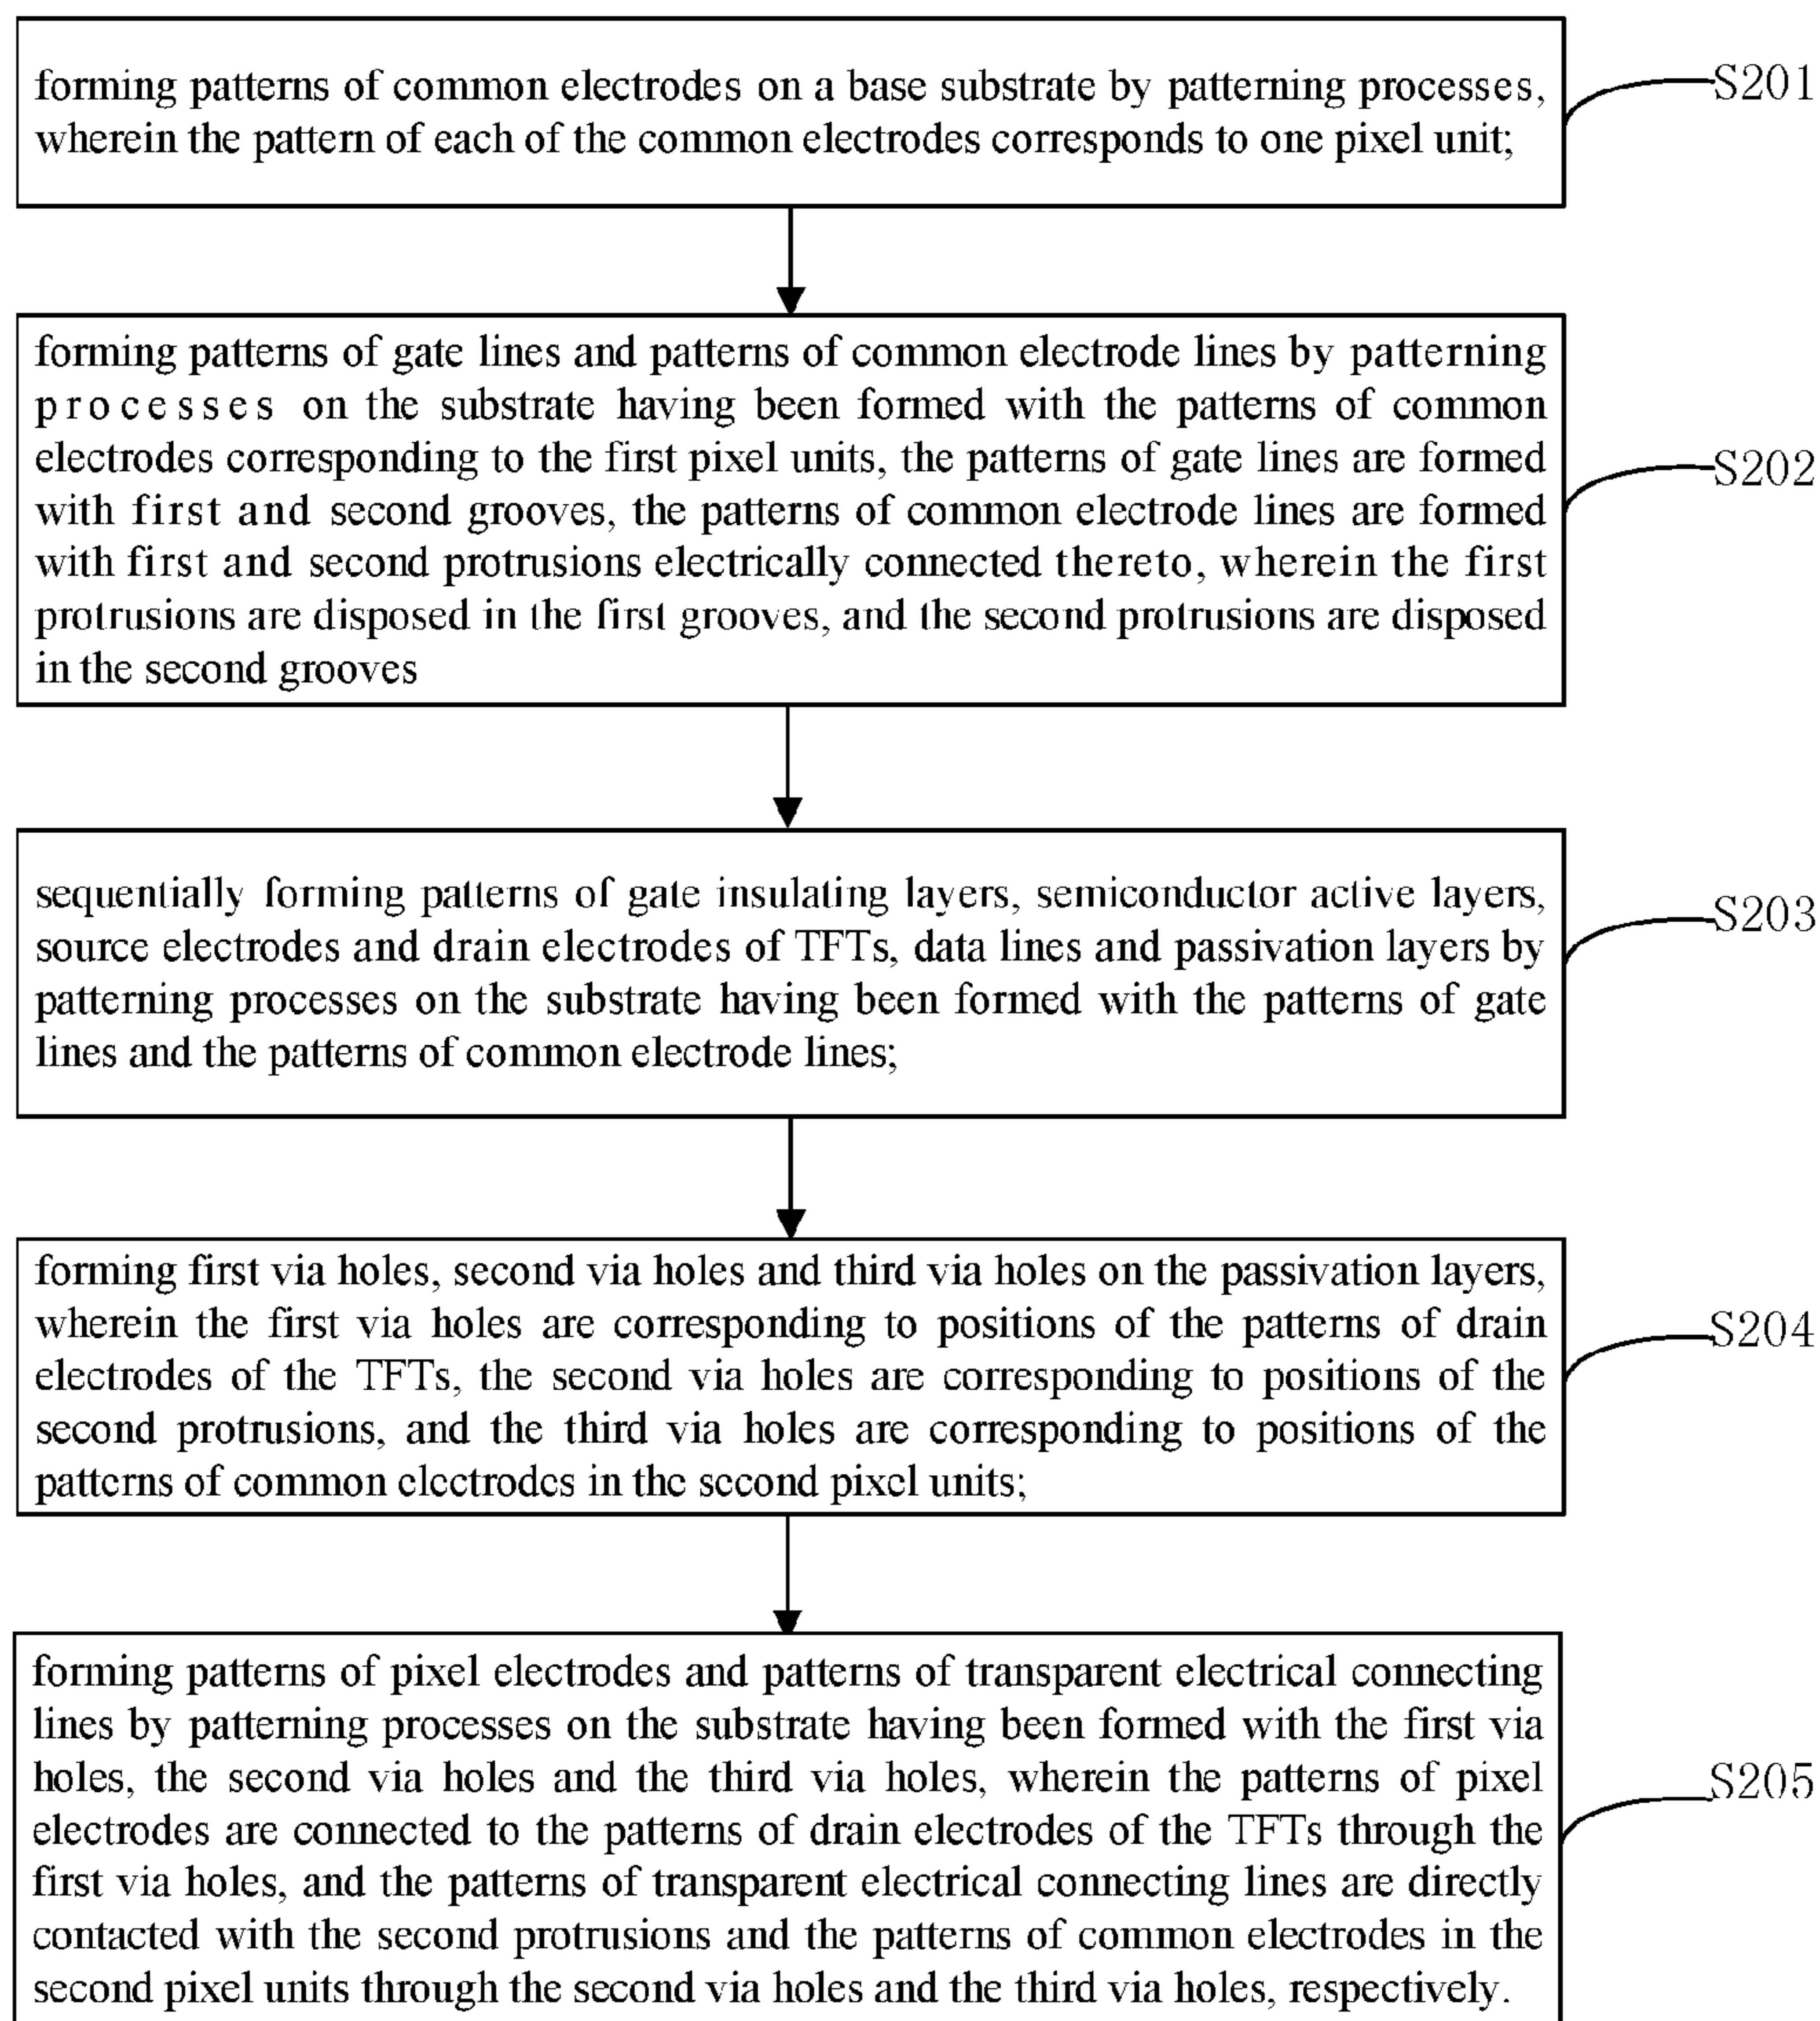 forming patterns of common electrodes on a base substrate by patterning processes,
wherein the pattern of each of the common electrodes corresponds to one pixel unit;
S201
forming patterns of gate lines and patterns of common electrode lines by patterning
processes on the substrate having been formed with the patterns of common
electrodes corresponding to the first pixel units, the patterns of gate lines are formed
with first and second grooves, the patterns of common electrode lines are formed
with first and second protrusions electrically connected thereto, wherein the first
protrusions are disposed in the first grooves, and the second protrusions are disposed
in the second grooves
S202
sequentially forming patterns of gate insulating layers, semiconductor active layers,
source electrodes and drain electrodes of TFTs, data lines and passivation layers by
patterning processes on the substrate having been formed with the patterns of gate
lines and the patterns of common electrode lines;
S203
forming first via holes, second via holes and third via holes on the passivation layers,
wherein the first via holes are corresponding to positions of the patterns of drain
electrodes of the TFTs, the second via holes are corresponding to positions of the
second protrusions, and the third via holes are corresponding to positions of the
patterns of common electrodes in the second pixel units;
S204
forming patterns of pixel electrodes and patterns of transparent electrical connecting
lines by patterning processes on the substrate having been formed with the first via
holes, the second via holes and the third via holes, wherein the patterns of pixel
electrodes are connected to the patterns of drain electrodes of the TFTs through the
first via holes, and the patterns of transparent electrical connecting lines are directly
contacted with the second protrusions and the patterns of common electrodes in the
second pixel units through the second via holes and the third via holes, respectively.
S205